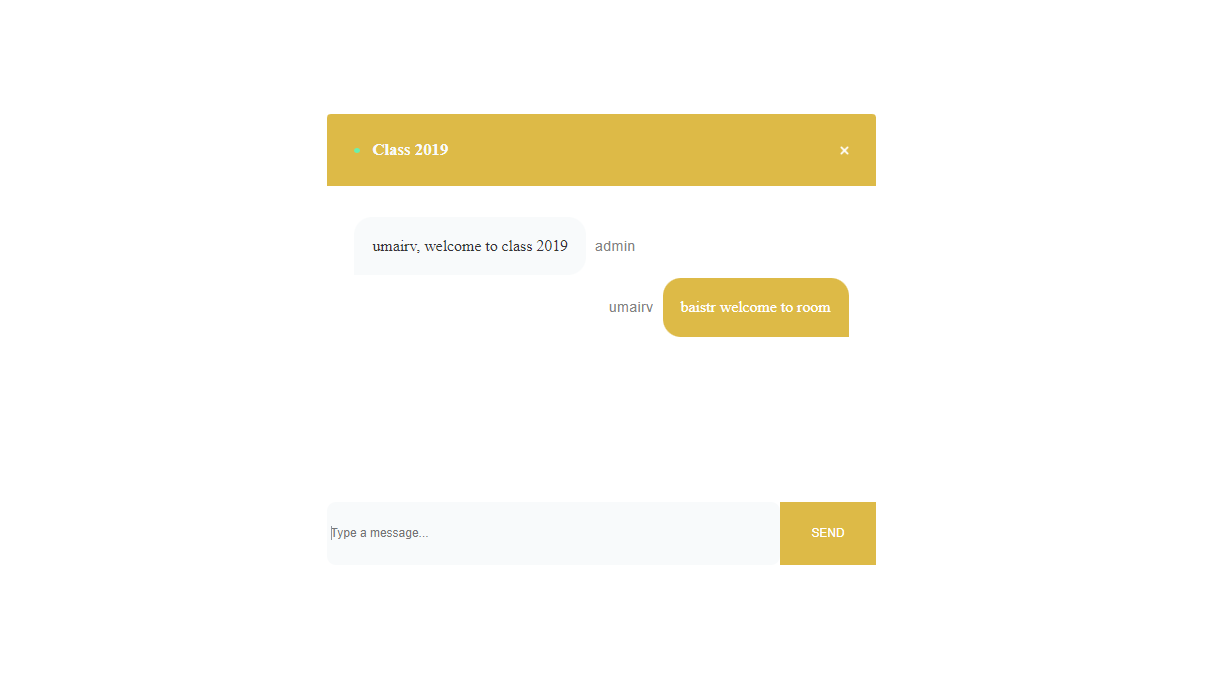 Class 2019
umairv, welcome to class 2019
admin
umairv
baistr welcome to room
Type a message...
SEND